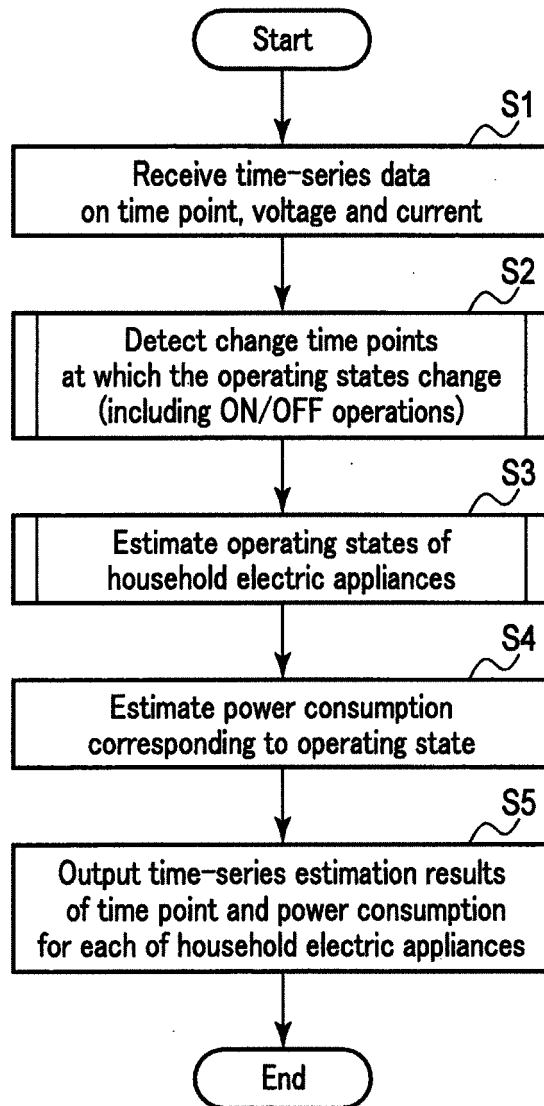 Start
S1
Receive time-series data
on time point, voltage and current
S2
Detect change time points
at which the operating states change
(including ON/OFF operations)
S3
Estimate operating states of
household electric appliances
S4
Estimate power consumption
corresponding to operating state
S5
Output time-series estimation results
of time point and power consumption
for each of household electric appliances
End